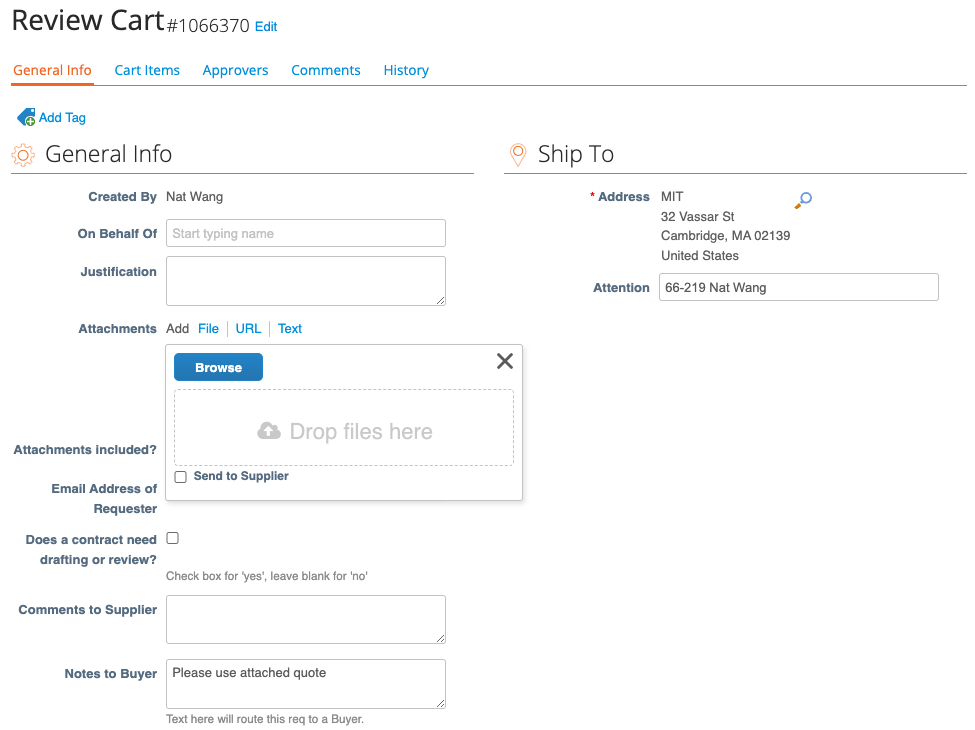 Review Cart #1066370 Edit
General Info Cart Items Approvers Comments History
Add Tag
General Info
Created By Nat Wang
On Behalf Of Start typing name
Justification
Attachments Add File URL Text
Browse
Drop files here
Send to Supplier
Attachments included?
Email Address of
Requester
Does a contract need
drafting or review?
Check box for 'yes', leave blank for 'no'
Comments to Supplier
Notes to Buyer Please use attached quote
Text here will route this req to a Buyer.
Ship To
* Address MIT
32 Vassar St
Cambridge, MA 02139
United States
Attention 66-219 Nat Wang